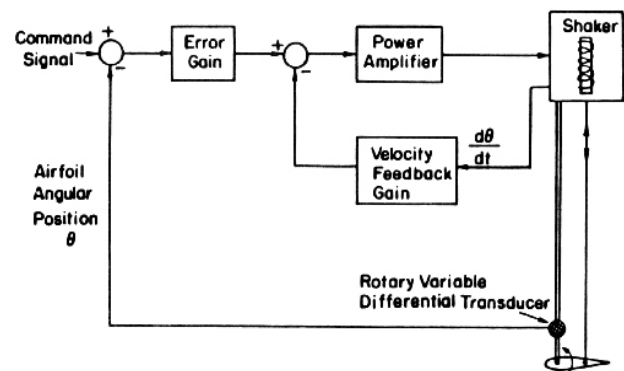 Command
Signal
+
-
Error
Gain
+
-
Power
Amplifier
Shaker
dθ
dt
Velocity
Feedback
Gain
Airfoil
Angular
Position
θ
Rotary Variable
Differential Transducer